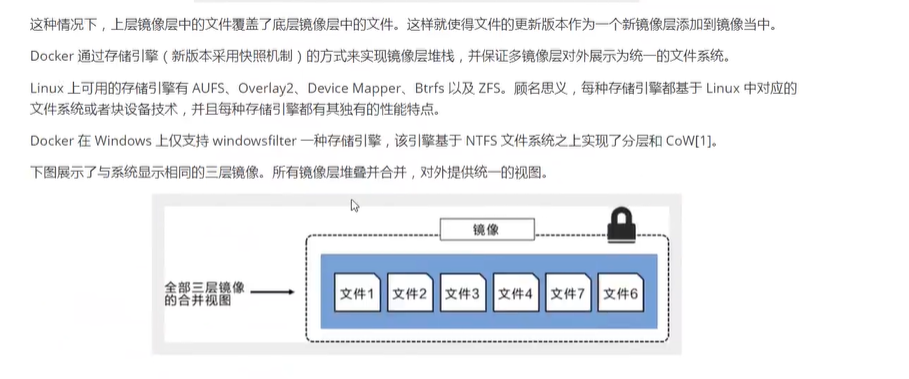 这种情况下，上层镜像层中的文件覆盖了底层镜像层中的文件。这样就使得文件的更新版本作为一个新镜像层添加到镜像当中。
Docker 通过存储引擎（新版本采用快照机制）的方式来实现镜像层堆栈，并保证多镜像层对外展示为统一的文件系统。
Linux 上可用的存储引擎有 AUFS、Overlay2、Device Mapper、Btrfs 以及 ZFS。顾名思义，每种存储引擎都基于 Linux 中对应的
文件系统或者块设备技术，并且每种存储引擎都有其独有的性能特点。
Docker 在 Windows 上仅支持 windowsfilter 一种存储引擎，该引擎基于 NTFS 文件系统之上实现了分层和 CoW[1]。
下图展示了与系统显示相同的三层镜像。所有镜像层堆叠并合并，对外提供统一的视图。
镜像
全部三层镜像
的合并视图
文件1 文件2 文件3 文件4 文件7 文件6